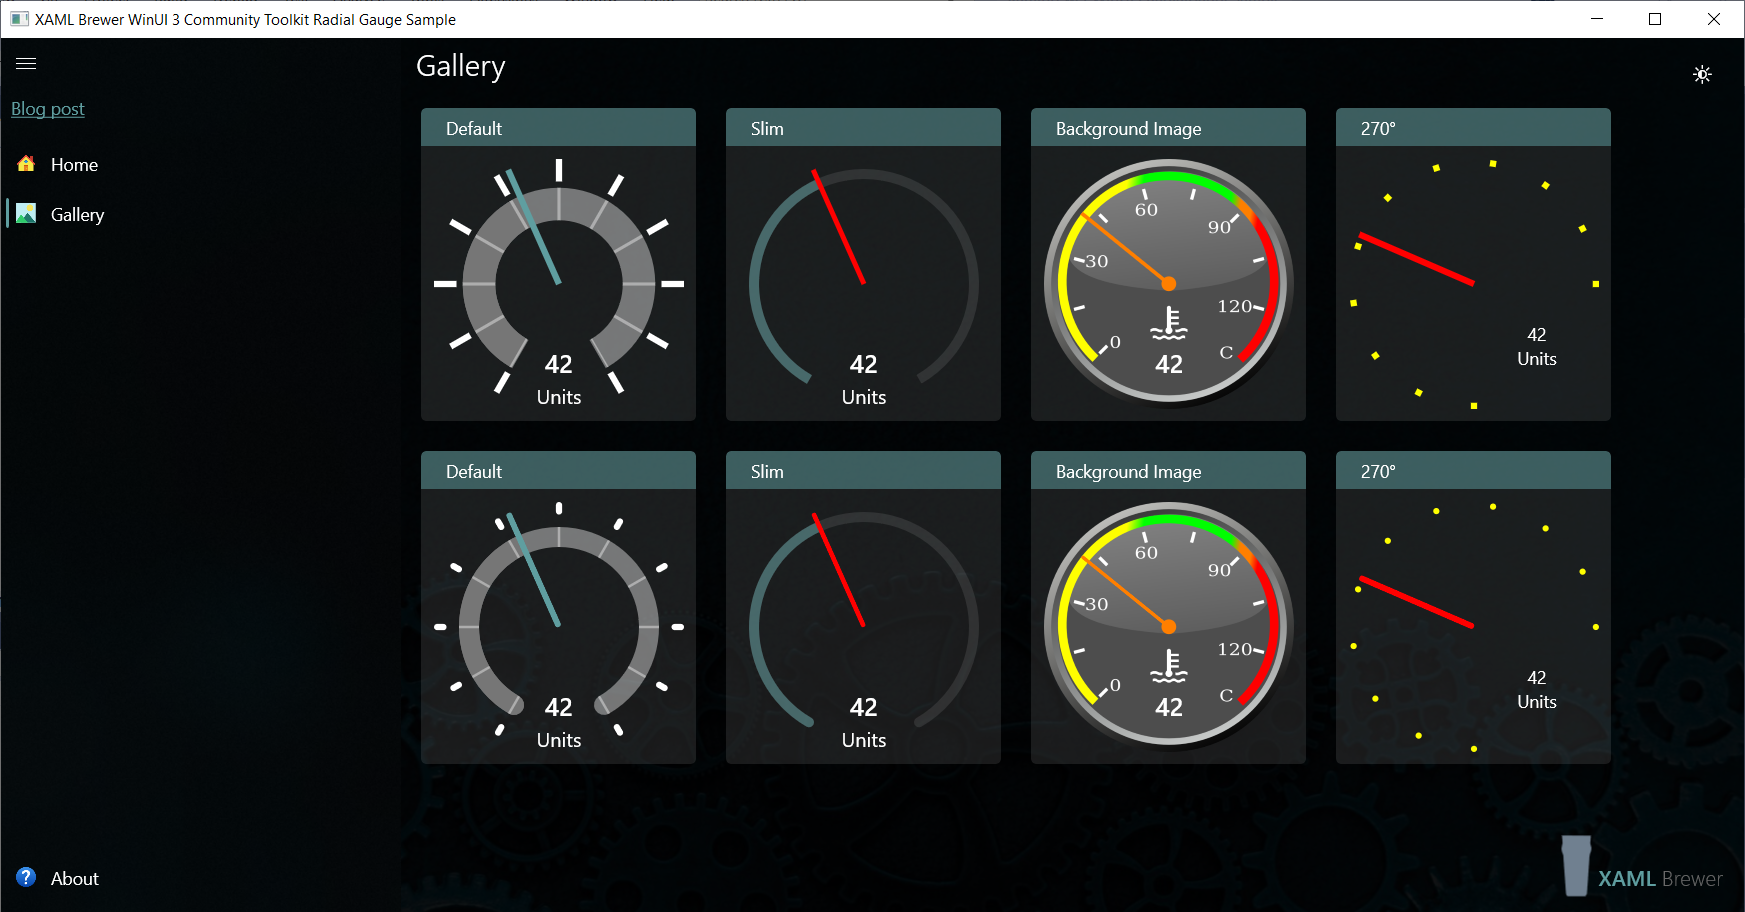 XAML Brewer WinUI 3 Community Toolkit Radial Gauge Sample
Gallery
Blog post
Home
Gallery
About
Default
42
Units
Slim
42
Units
Background Image
0
30
60
90
120
C
42
270°
42
Units
Default
42
Units
Slim
42
Units
Background Image
0
30
60
90
120
C
42
270°
42
Units
XAML Brewer